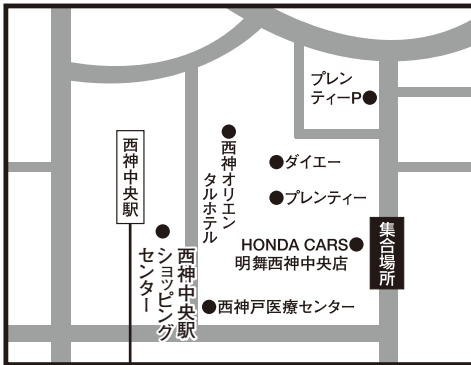 プレン
ティーP
西神オリエン
タルホテル
ダイエー
プレンティー
西神中央駅
HONDA CARS
明舞西神中央店
集合場所
西神中央駅
ショッピング
センター
西神戸医療センター